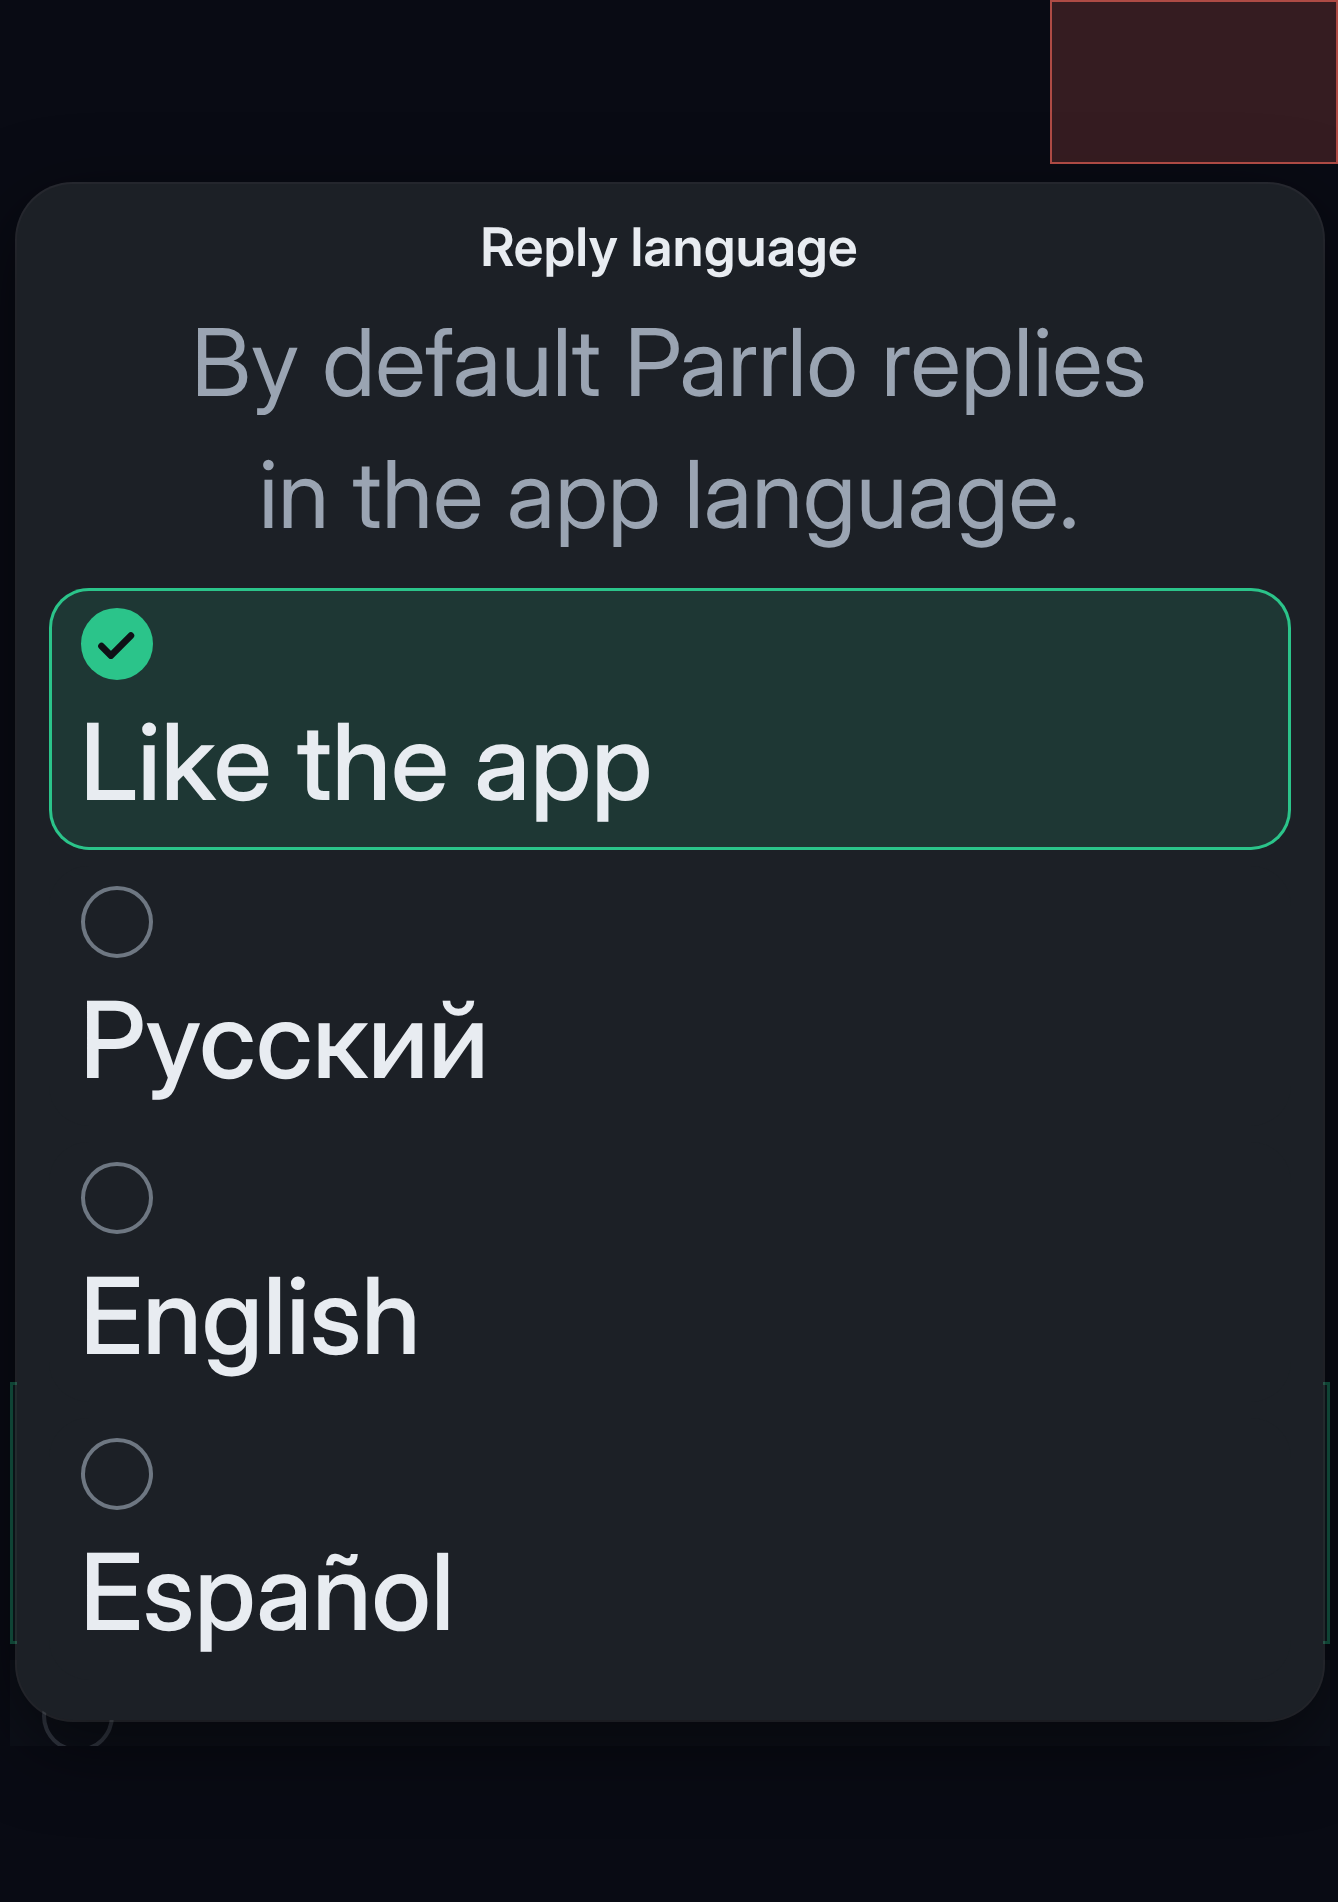 Reply language
By default Parrlo replies
in the app language.
Like the app
Русский
English
Español